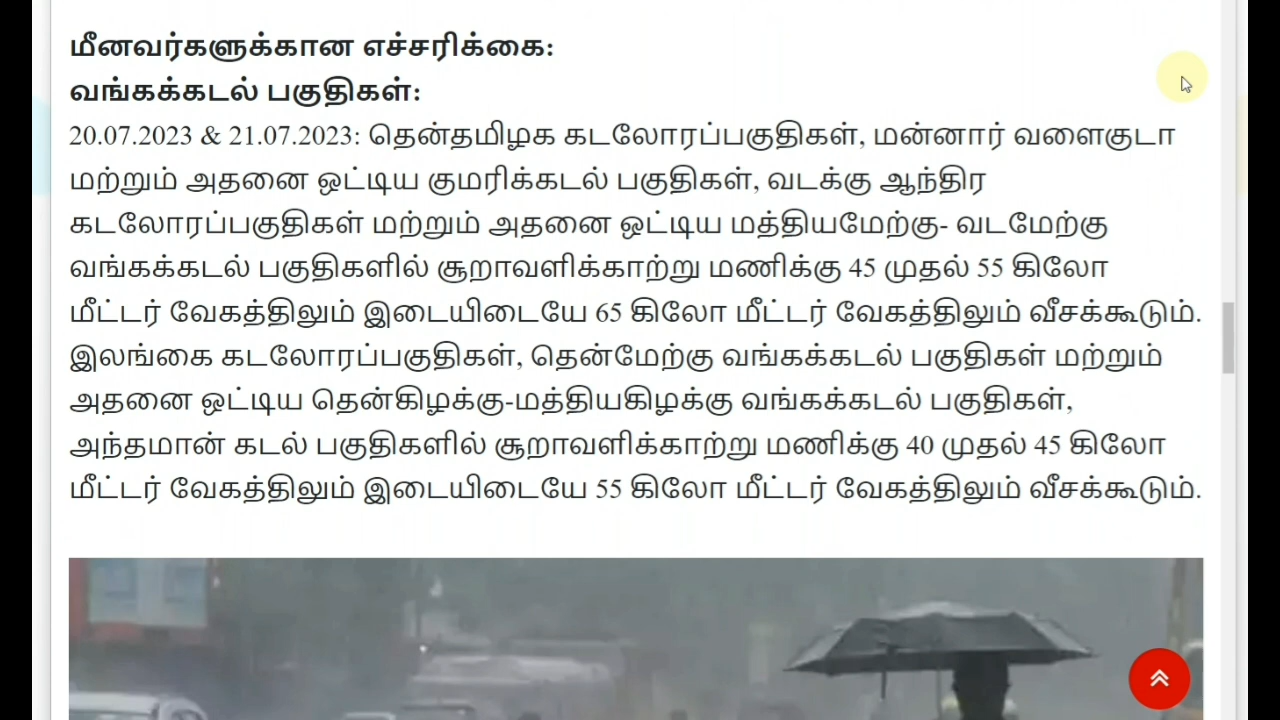 மீனவர்களுக்கான எச்சரிக்கை:
வங்கக்கடல் பகுதிகள்:
20.07.2023 & 21.07.2023: தென்தமிழக கடலோரப்பகுதிகள், மன்னார் வளைகுடா
மற்றும் அதனை ஒட்டிய குமரிக்கடல் பகுதிகள், வடக்கு ஆந்திர
கடலோரப்பகுதிகள் மற்றும் அதனை ஒட்டிய மத்தியமேற்கு- வடமேற்கு
வங்கக்கடல் பகுதிகளில் சூறாவளிக்காற்று மணிக்கு 45 முதல் 55 கிலோ
மீட்டர் வேகத்திலும் இடையிடையே 65 கிலோ மீட்டர் வேகத்திலும் வீசக்கூடும்.
இலங்கை கடலோரப்பகுதிகள், தென்மேற்கு வங்கக்கடல் பகுதிகள் மற்றும்
அதனை ஒட்டிய தென்கிழக்கு-மத்தியகிழக்கு வங்கக்கடல் பகுதிகள்,
அந்தமான் கடல் பகுதிகளில் சூறாவளிக்காற்று மணிக்கு 40 முதல் 45 கிலோ
மீட்டர் வேகத்திலும் இடையிடையே 55 கிலோ மீட்டர் வேகத்திலும் வீசக்கூடும்.